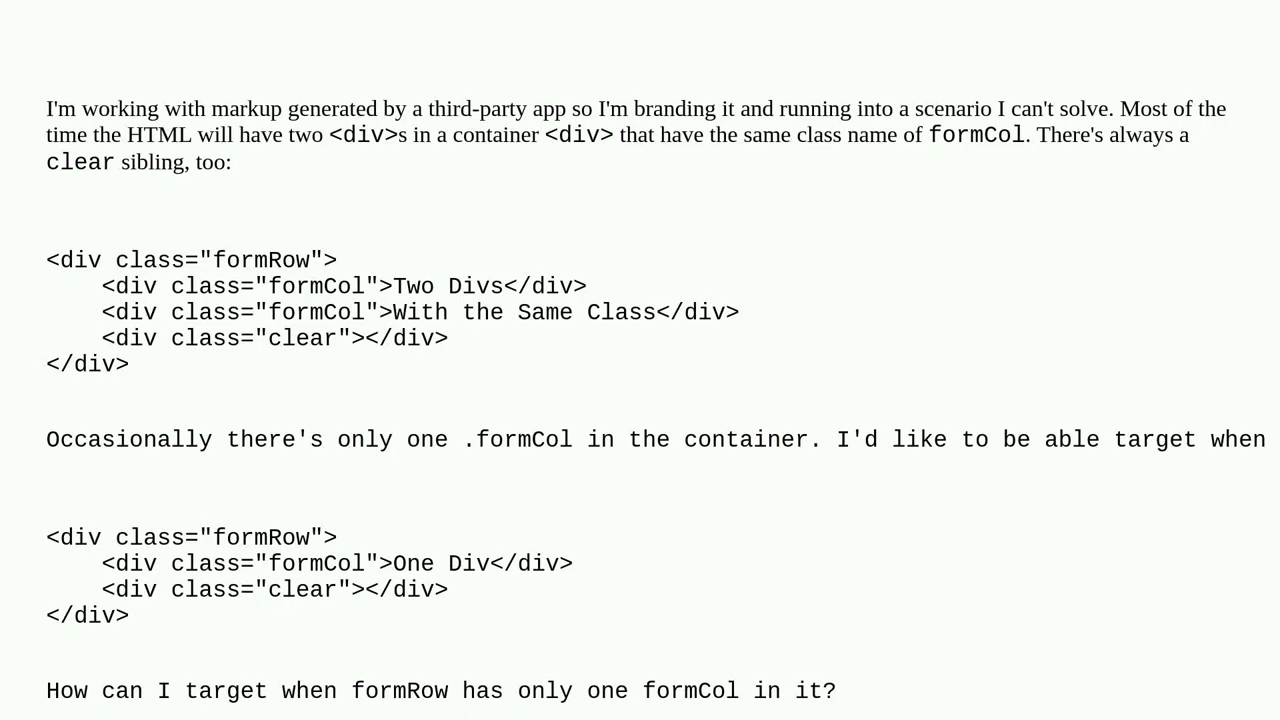 I'm working with markup generated by a third-party app so I'm branding it and running into a scenario I can't solve. Most of the
time the HTML will have two <div>s in a container <div> that have the same class name of formCol. There's always a
clear sibling, too:
<div class="formRow">
    <div class="formCol">Two Divs</div>
    <div class="formCol">With the Same Class</div>
    <div class="clear"></div>
</div>
Occasionally there's only one .formCol in the container. I'd like to be able target when
<div class="formRow">
    <div class="formCol">One Div</div>
    <div class="clear"></div>
</div>
How can I target when formRow has only one formCol in it?